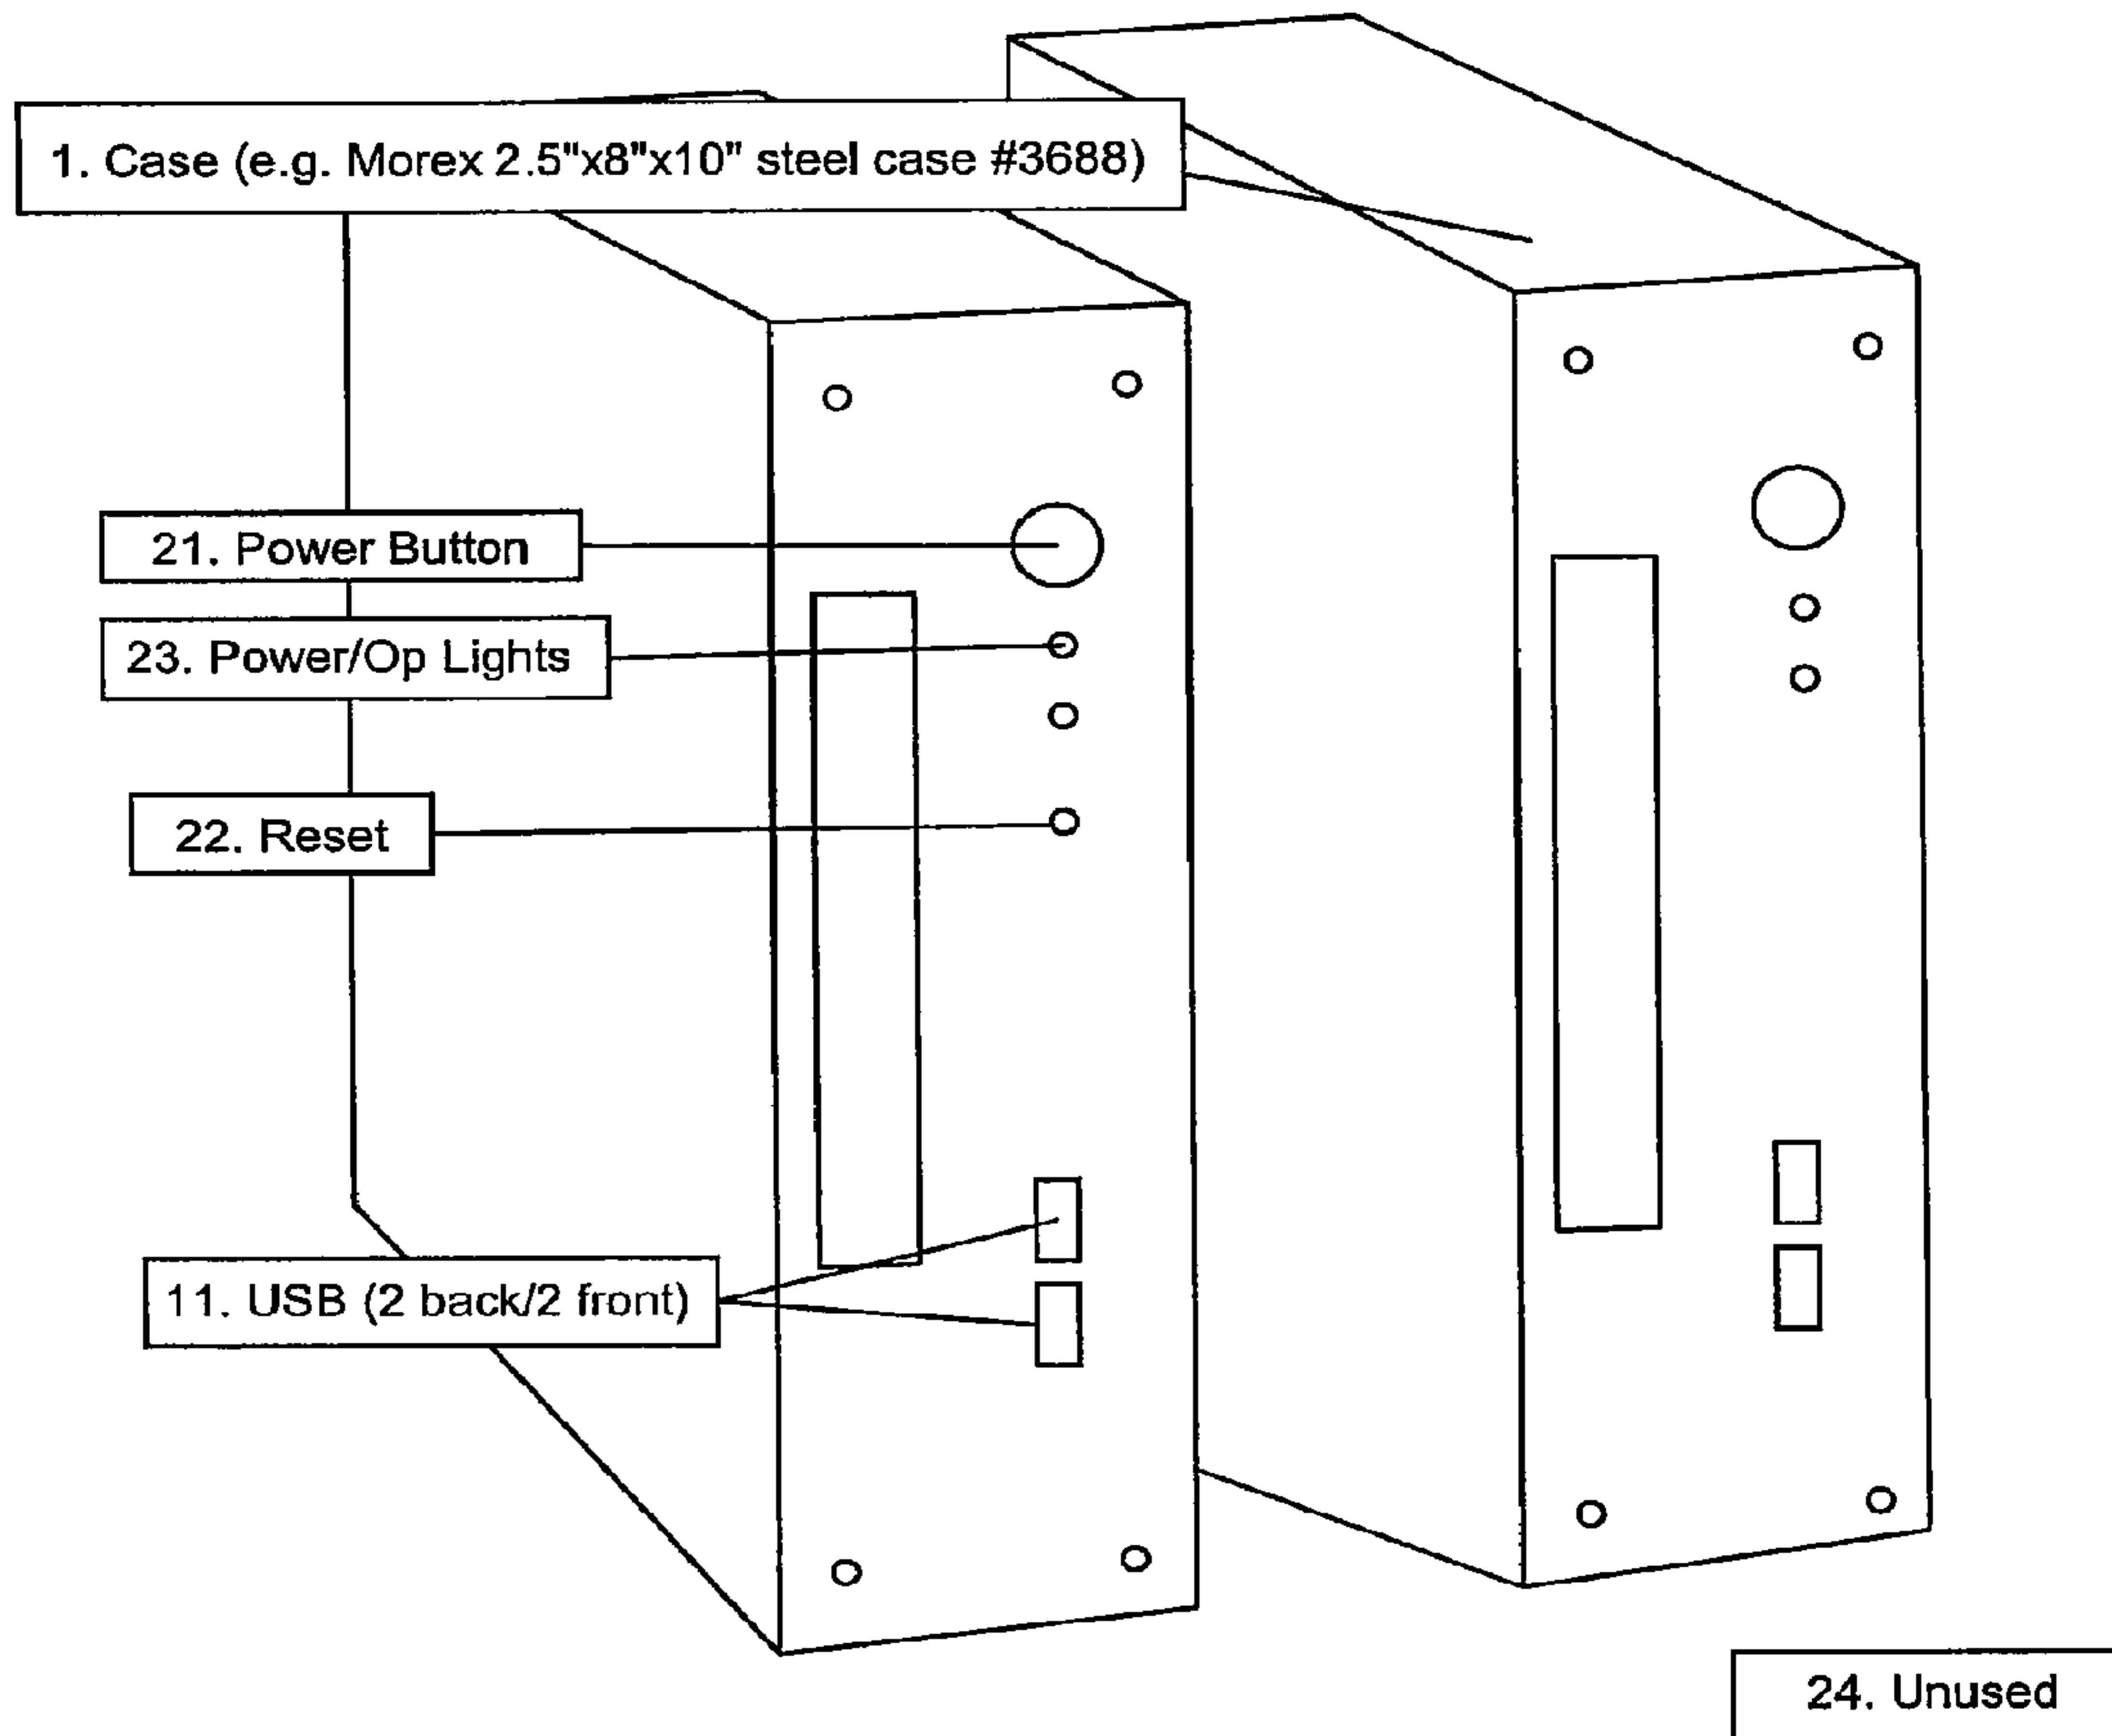 1. Case (e.g. Morex 2.5"x8"x10" steel case #3688)
21. Power Button
23. Power/Op Lights
22. Reset
11. USB (2 back/2 front)
24. Unused